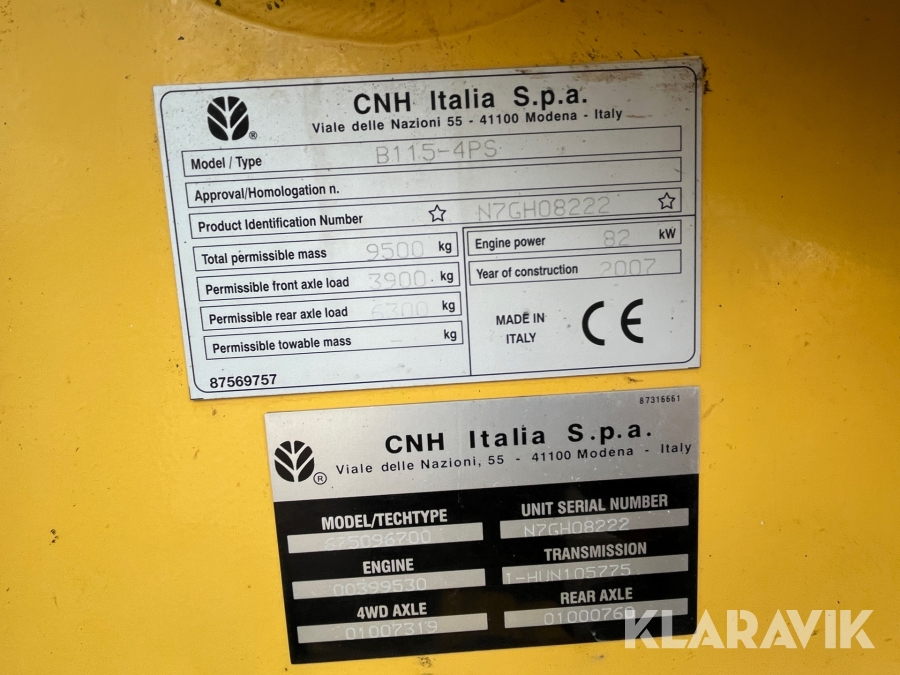 CNH Italia S.p.a.
Viale delle Nazioni 55 - 41100 Modena - Italy
®
Model / Type B115-4PS
Approval/Homologation n.
Product Identification Number ☆ N7GH08222 ☆
Total permissible mass 9500 kg
Permissible front axle load 3900 kg
Permissible rear axle load 6300 kg
Permissible towable mass - kg
Engine power 82 kW
Year of construction 2007
MADE IN
ITALY
CE
87569757
87316661
CNH Italia S.p.a.
Viale delle Nazioni, 55 - 41100 Modena - Italy
®
MODEL/TECHTYPE
625096700
UNIT SERIAL NUMBER
N7GH08222
ENGINE
00399530
TRANSMISSION
I-HUN105775
4WD AXLE
01007319
REAR AXLE
KLARAVIK